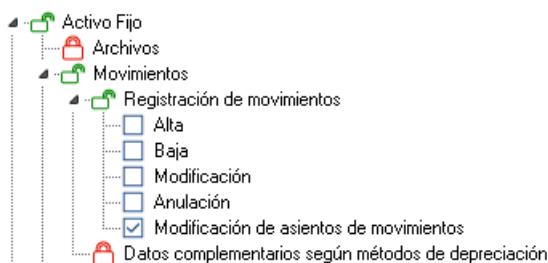 Activo Fijo
Archivos
Movimientos
Registración de movimientos
Alta
Baja
Modificación
Anulación
Modificación de asientos de movimientos
Datos complementarios según métodos de depreciación